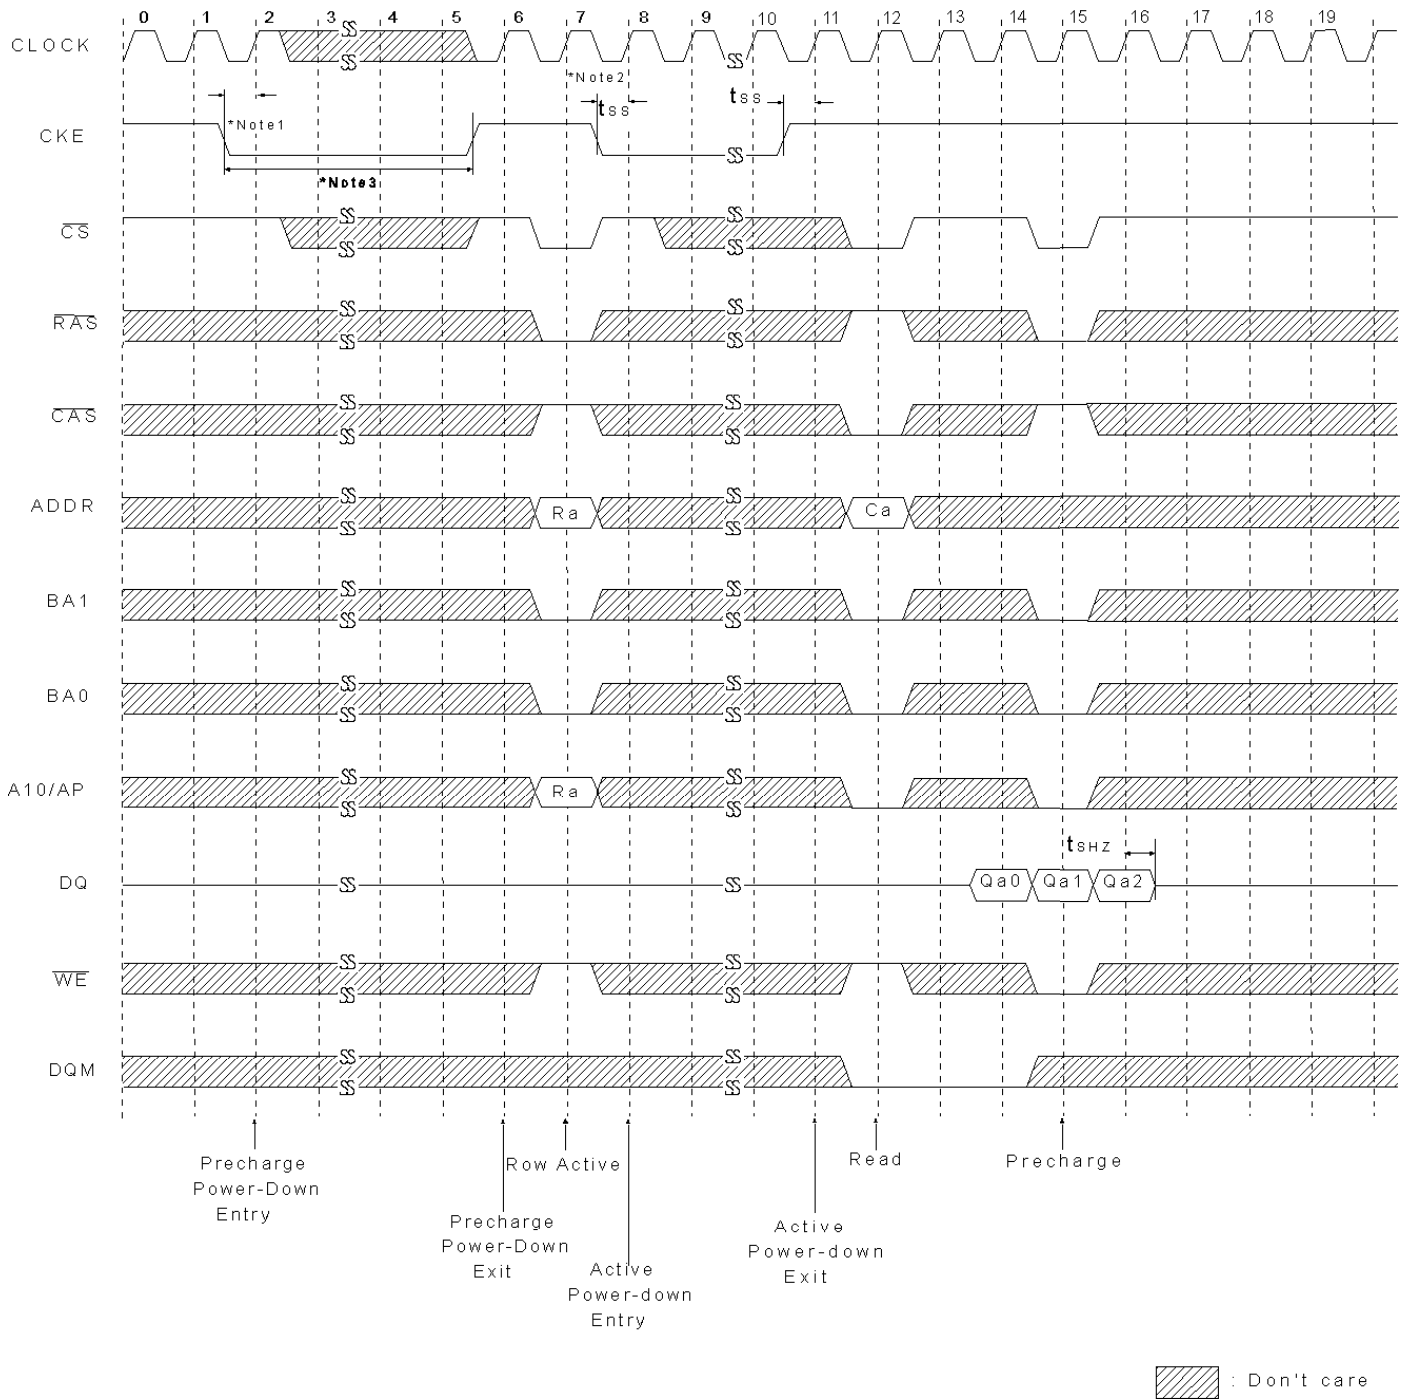 0 1 2 3 4 5 6 7 8 9 10 11 12 13 14 15 16 17 18 19
CLOCK
*Note2
tSS
tSS
*Note1
CKE
*Note3
CS
RAS
CAS
ADDR
Ra
Ca
BA1
BA0
A10/AP
Ra
tSHZ
DQ
Qa0 Qa1 Qa2
WE
DQM
Precharge
Power-Down
Entry
Row Active
Read
Precharge
Precharge
Power-Down
Exit
Active
Power-down
Exit
Active
Power-down
Entry
: Don't care